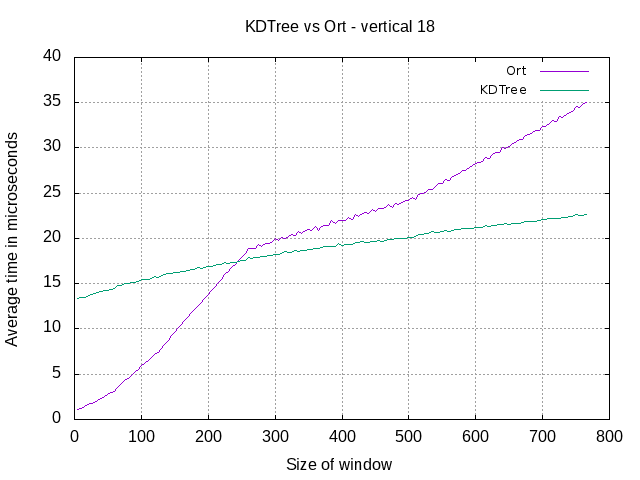 KDTree vs Ort - vertical 18
Ort
KDTree
Average time in microseconds
40
35
30
25
20
15
10
5
0
0 100 200 300 400 500 600 700 800
Size of window